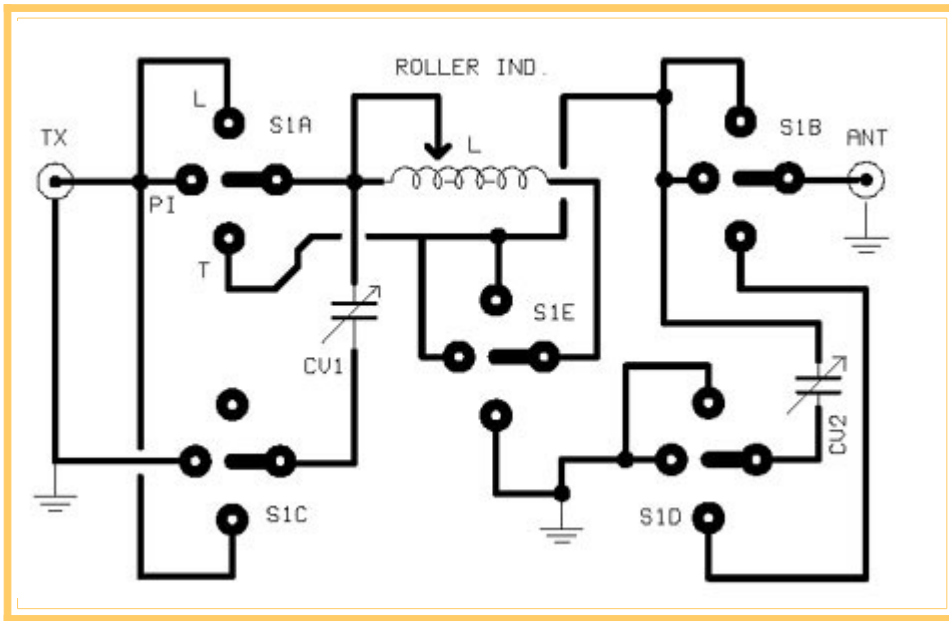 ROLLER IND.
L
S1A
L
S1B
TX
ANT
PI
T
S1E
CV1
CV2
S1C
S1D